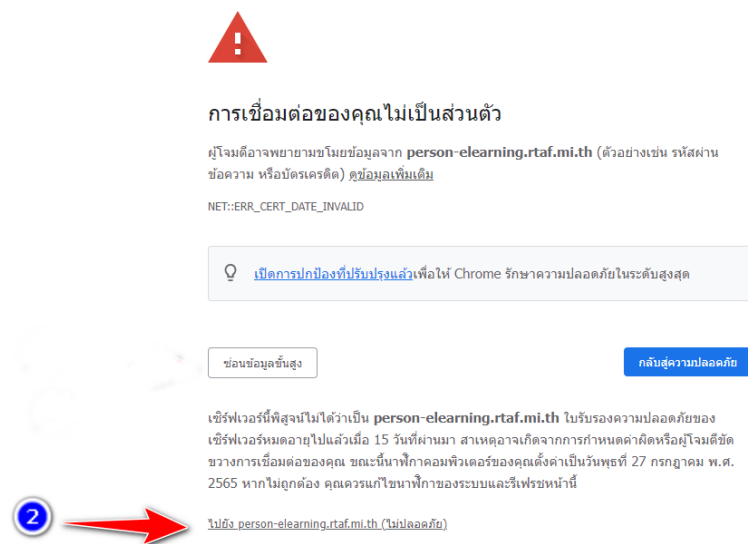 การเชื่อมต่อของคุณไม่เป็นส่วนตัว
ผู้โจมตีอาจพยายามขโมยข้อมูลจาก person-elearning.rtaf.mi.th (ตัวอย่างเช่น รหัสผ่าน
ข้อความ หรือบัตรเครดิต) ดูข้อมูลเพิ่มเติม
NET::ERR_CERT_DATE_INVALID
เปิดการปกป้องที่ปรับปรุงแล้วเพื่อให้ Chrome รักษาความปลอดภัยในระดับสูงสุด
ซ่อนข้อมูลขั้นสูง
กลับสู่ความปลอดภัย
เซิร์ฟเวอร์นี้พิสูจน์ไม่ได้ว่าเป็น person-elearning.rtaf.mi.th ใบรับรองความปลอดภัยของ
เซิร์ฟเวอร์หมดอายุไปแล้วเมื่อ 15 วันที่ผ่านมา สาเหตุอาจเกิดจากการกำหนดค่าผิดหรือผู้โจมตีขัด
ขวางการเชื่อมต่อของคุณ ขณะนี้นาฬิกาคอมพิวเตอร์ของคุณตั้งค่าเป็นวันพุธที่ 27 กรกฎาคม พ.ศ.
2565 หากไม่ถูกต้อง คุณควรแก้ไขนาฬิกาของระบบและรีเฟรชหน้านี้
2
ไปยัง person-elearning.rtaf.mi.th (ไม่ปลอดภัย)